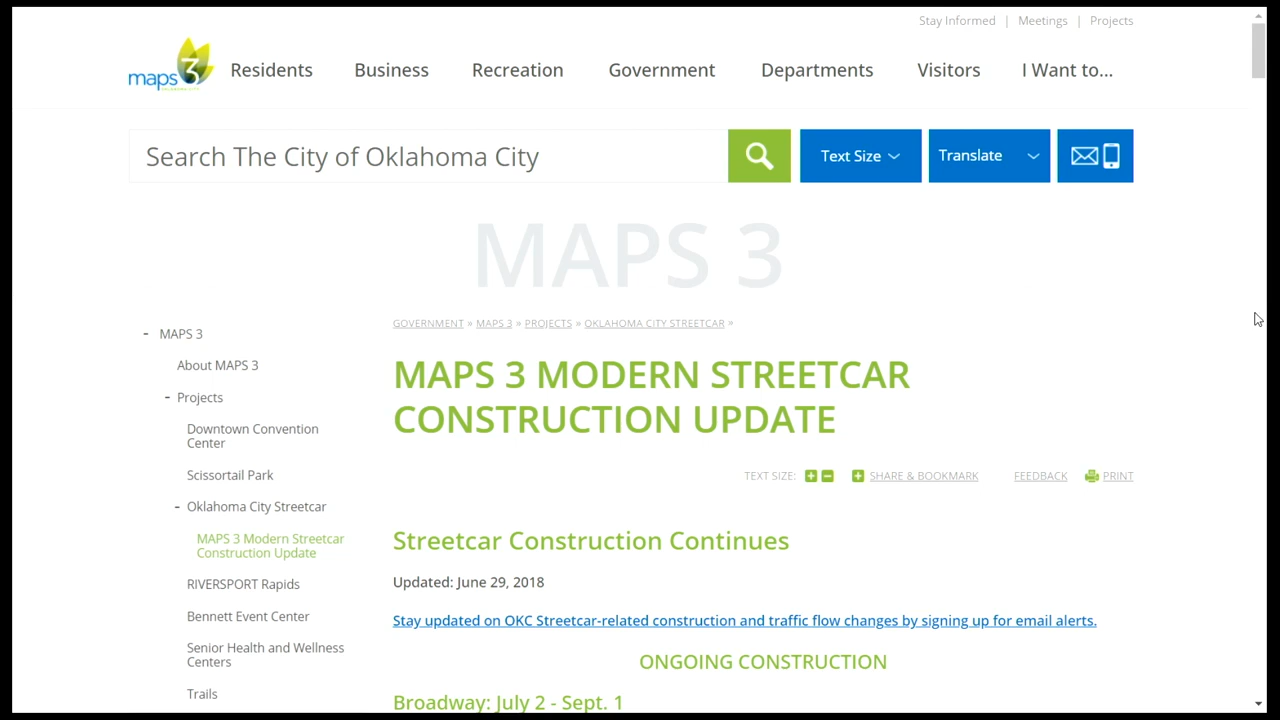 Stay Informed | Meetings | Projects
maps 3
OKLAHOMA CITY
Residents Business Recreation Government Departments Visitors I Want to...
Search The City of Oklahoma City
Text Size
Translate
MAPS 3
GOVERNMENT » MAPS 3 » PROJECTS » OKLAHOMA CITY STREETCAR »
- MAPS 3
About MAPS 3
- Projects
Downtown Convention
Center
Scissortail Park
- Oklahoma City Streetcar
MAPS 3 Modern Streetcar
Construction Update
RIVERSPORT Rapids
Bennett Event Center
Senior Health and Wellness
Centers
Trails
MAPS 3 MODERN STREETCAR
CONSTRUCTION UPDATE
TEXT SIZE: + - + SHARE & BOOKMARK FEEDBACK PRINT
Streetcar Construction Continues
Updated: June 29, 2018
Stay updated on OKC Streetcar-related construction and traffic flow changes by signing up for email alerts.
ONGOING CONSTRUCTION
Broadway: July 2 - Sept. 1